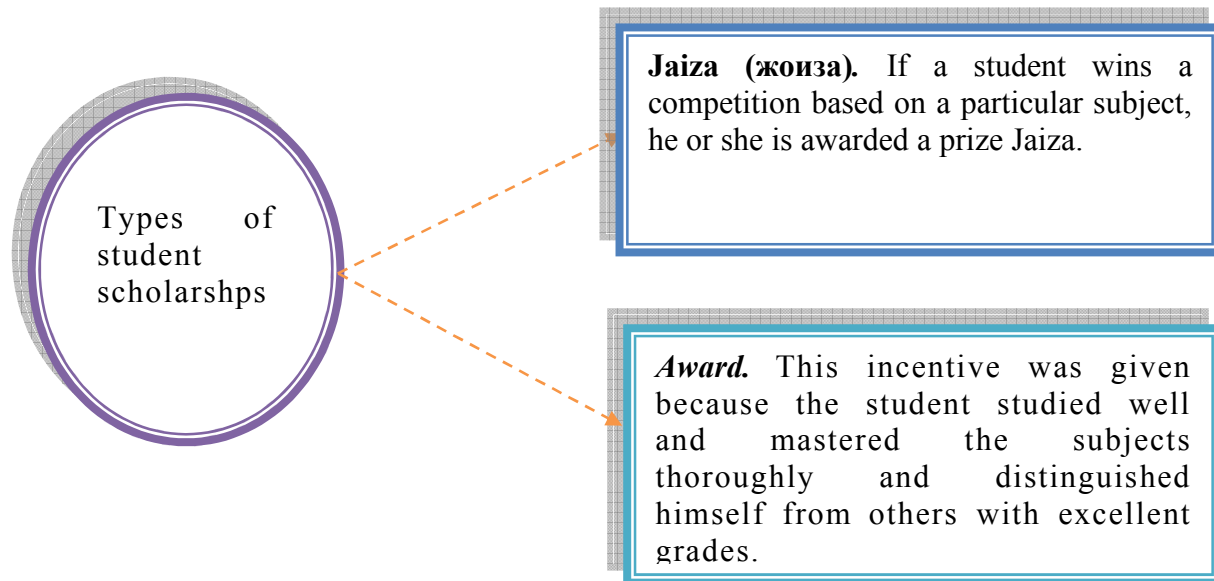 Types of
student
scholarshps
Jaiza (жоиза). If a student wins a
competition based on a particular subject,
he or she is awarded a prize Jaiza.
Award. This incentive was given
because the student studied well
and mastered the subjects
thoroughly and distinguished
himself from others with excellent
grades.